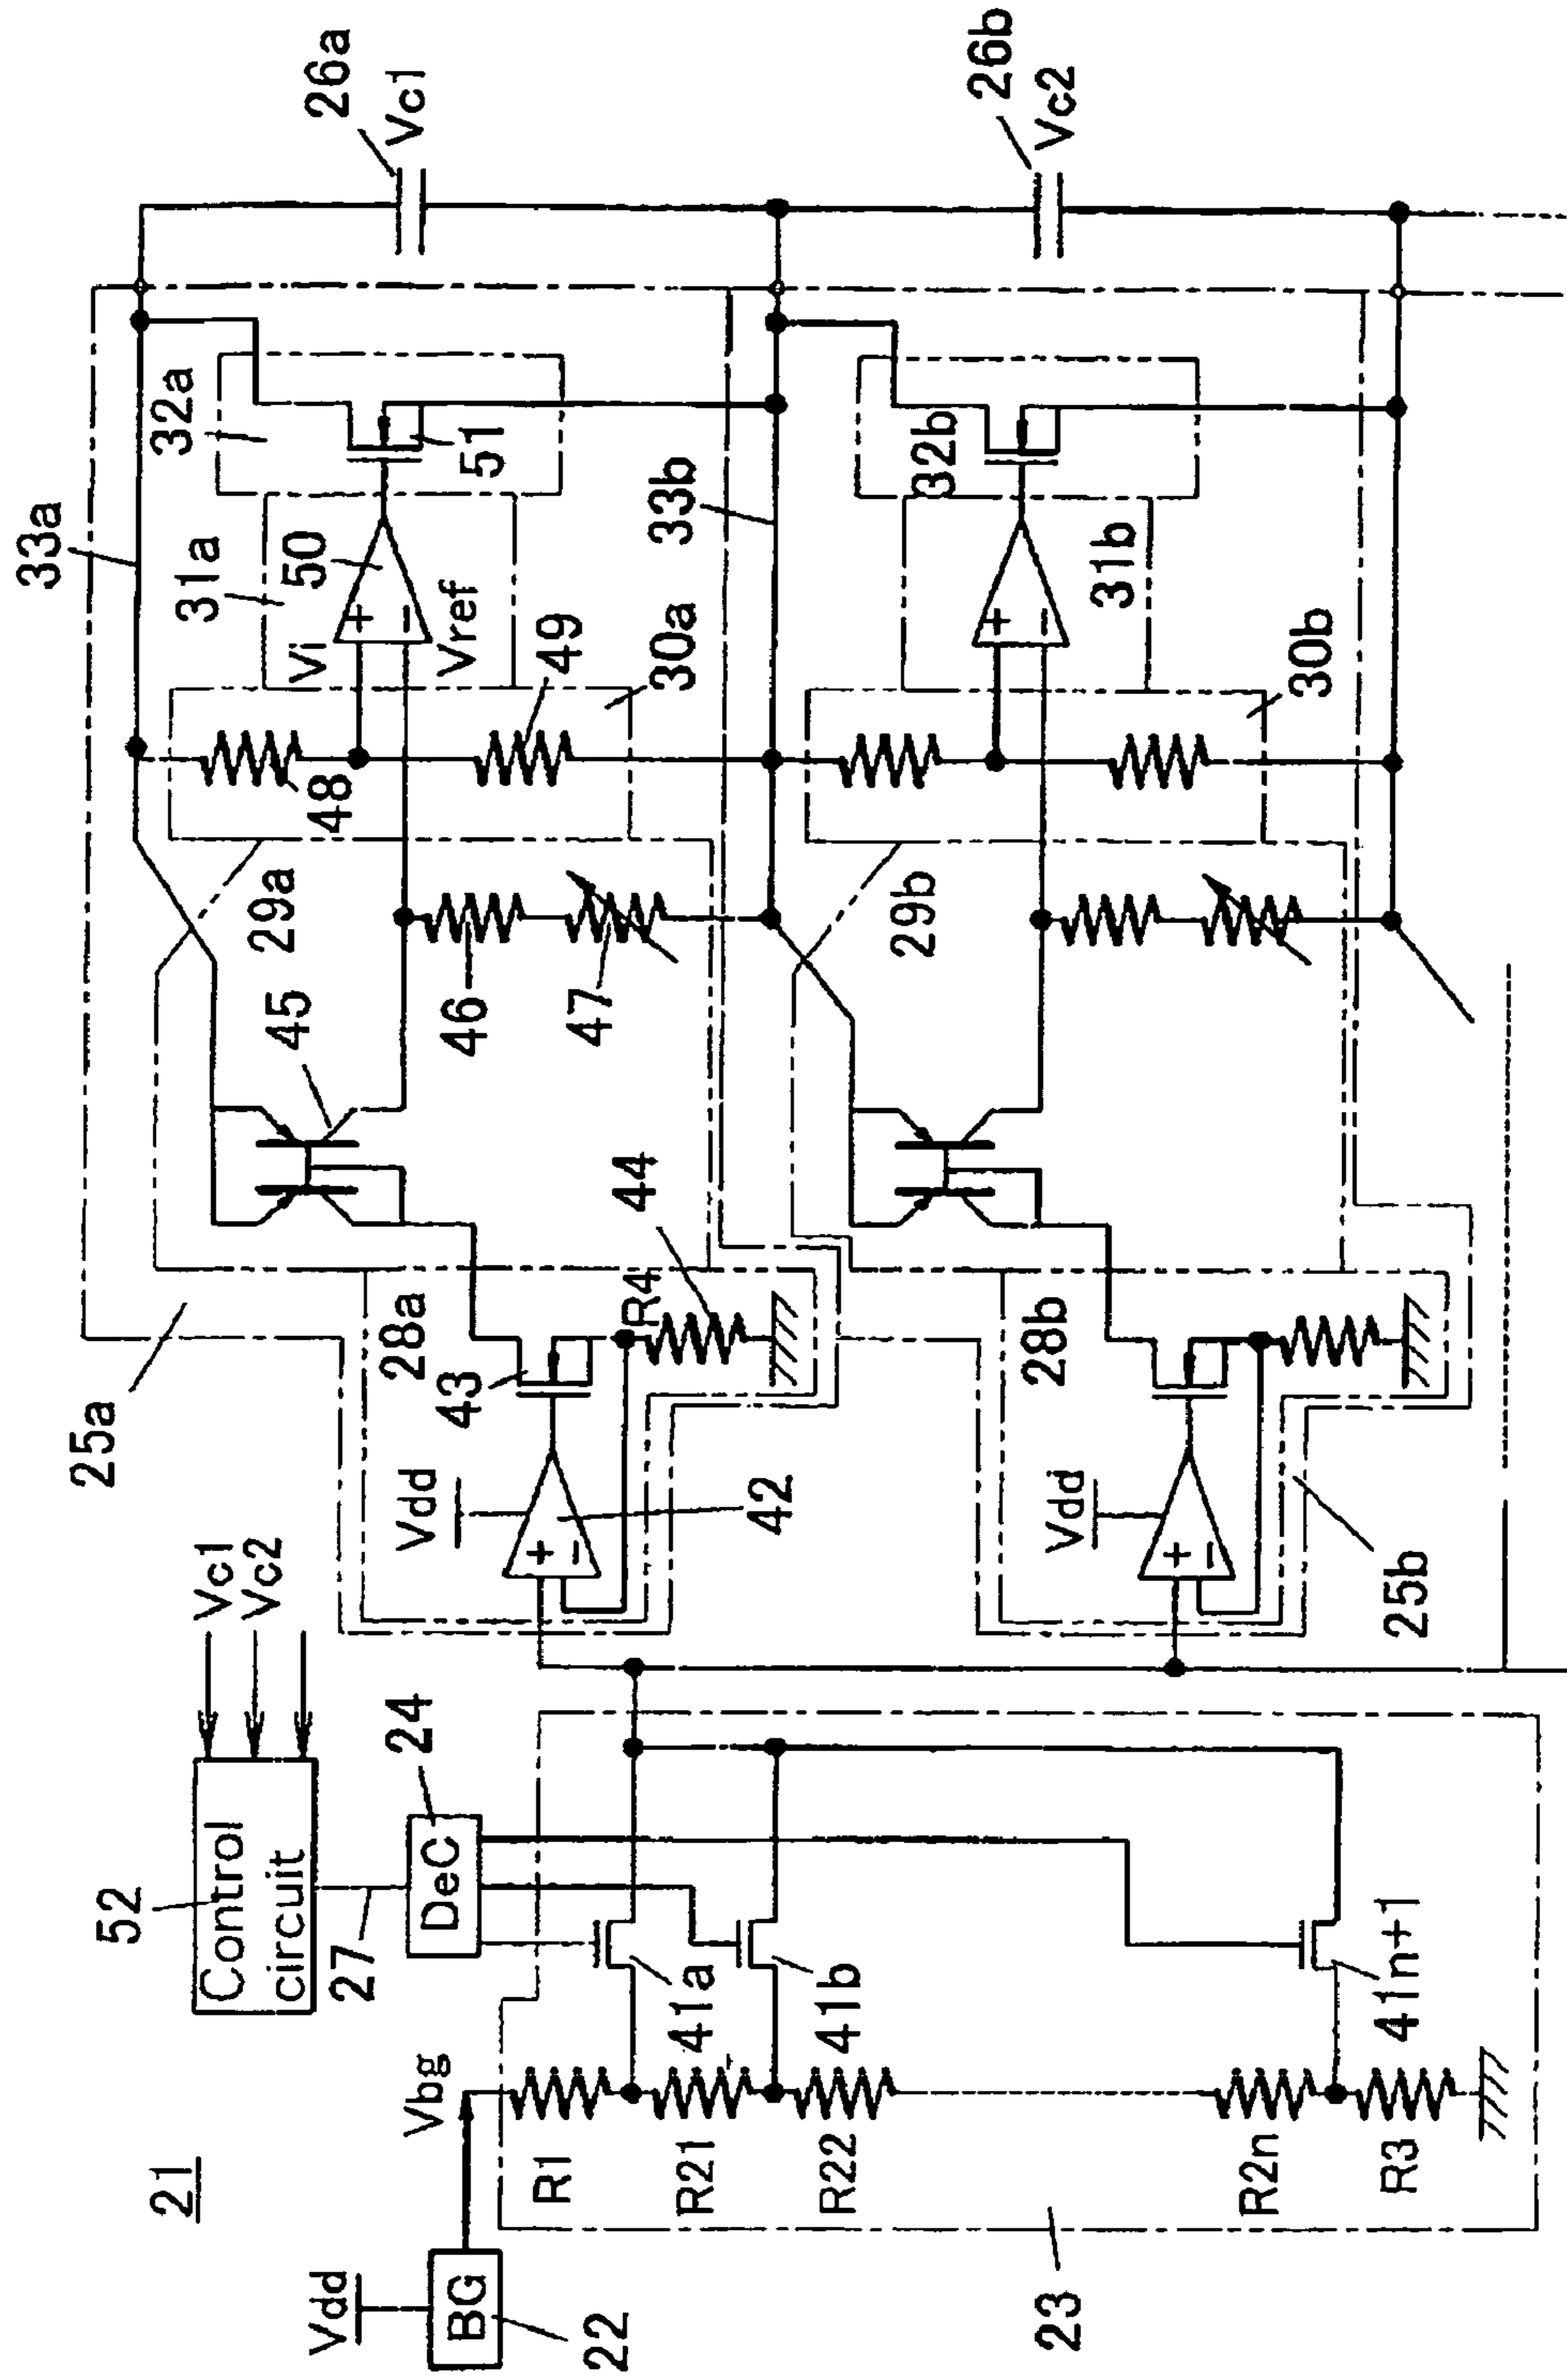 21
Vdd
BG
22
Vbg
23
R1
R21
R22
R2n
R3
41a
41b
41n+1
52
Control
circuit
27
DeC
24
Vc1
Vc2
25a
Vdd
+
−
42
43
28a
R4
44
45
29a
46
47
33a
48
49
30a
Vi
Vref
+
−
50
31a
32a
51
33b
26a
Vc1
Vdd
+
−
25b
28b
29b
30b
+
−
31b
32b
26b
Vc2